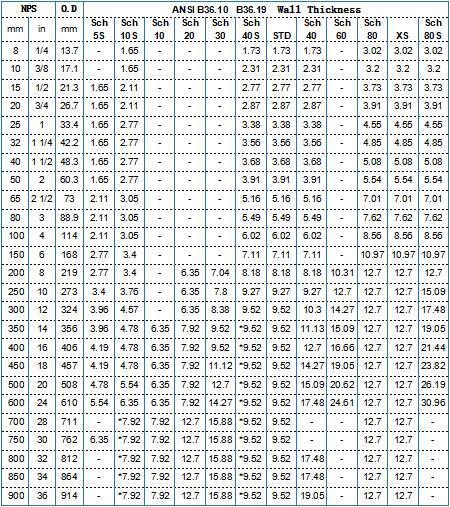 NPS O.D ANSI B36.10 B36.19 Wall Thickness
mm in mm Sch 5S Sch 10S Sch 10 Sch 20 Sch 30 Sch 40S STD Sch 40 Sch 60 Sch 80 XS Sch 80S
8 1/4 13.7 - 1.65 - - - 1.73 1.73 1.73 - 3.02 3.02 3.02
10 3/8 17.1 - 1.65 - - - 2.31 2.31 2.31 - 3.2 3.2 3.2
15 1/2 21.3 1.65 2.11 - - - 2.77 2.77 2.77 - 3.73 3.73 3.73
20 3/4 26.7 1.65 2.11 - - - 2.87 2.87 2.87 - 3.91 3.91 3.91
25 1 33.4 1.65 2.77 - - - 3.38 3.38 3.38 - 4.55 4.55 4.55
32 1 1/4 42.2 1.65 2.77 - - - 3.56 3.56 3.56 - 4.85 4.85 4.85
40 1 1/2 48.3 1.65 2.77 - - - 3.68 3.68 3.68 - 5.08 5.08 5.08
50 2 60.3 1.65 2.77 - - - 3.91 3.91 3.91 - 5.54 5.54 5.54
65 2 1/2 73 2.11 3.05 - - - 5.16 5.16 5.16 - 7.01 7.01 7.01
80 3 88.9 2.11 3.05 - - - 5.49 5.49 5.49 - 7.62 7.62 7.62
100 4 114 2.11 3.05 - - - 6.02 6.02 6.02 - 8.56 8.56 8.56
150 6 168 2.77 3.4 - - - 7.11 7.11 7.11 - 10.97 10.97 10.97
200 8 219 2.77 3.4 - 6.35 7.04 8.18 8.18 8.18 10.31 12.7 12.7 12.7
250 10 273 3.4 3.76 - 6.35 7.8 9.27 9.27 9.27 12.7 12.7 12.7 15.09
300 12 324 3.96 4.57 - 6.35 8.38 9.52 9.52 10.3 14.27 12.7 12.7 17.48
350 14 356 3.96 4.78 6.35 7.92 9.52 *9.52 9.52 11.13 15.09 12.7 12.7 19.05
400 16 406 4.19 4.78 6.35 7.92 9.52 *9.52 9.52 12.7 16.66 12.7 12.7 21.44
450 18 457 4.19 4.78 6.35 7.92 11.12 *9.52 9.52 14.27 19.05 12.7 12.7 23.82
500 20 508 4.78 5.54 6.35 7.92 12.7 *9.52 9.52 15.09 20.62 12.7 12.7 26.19
600 24 610 5.54 6.35 6.35 7.92 14.27 *9.52 9.52 17.48 24.61 12.7 12.7 30.96
700 28 711 - *7.92 7.92 12.7 15.88 *9.52 9.52 - - 12.7 12.7 -
750 30 762 6.35 *7.92 7.92 12.7 15.88 *9.52 9.52 - - 12.7 12.7 -
800 32 812 - *7.92 7.92 12.7 15.88 *9.52 9.52 17.48 - 12.7 12.7 -
850 34 864 - *7.92 7.92 12.7 15.88 *9.52 9.52 17.48 - 12.7 12.7 -
900 36 914 - *7.92 7.92 12.7 15.88 *9.52 9.52 19.05 - 12.7 12.7 -